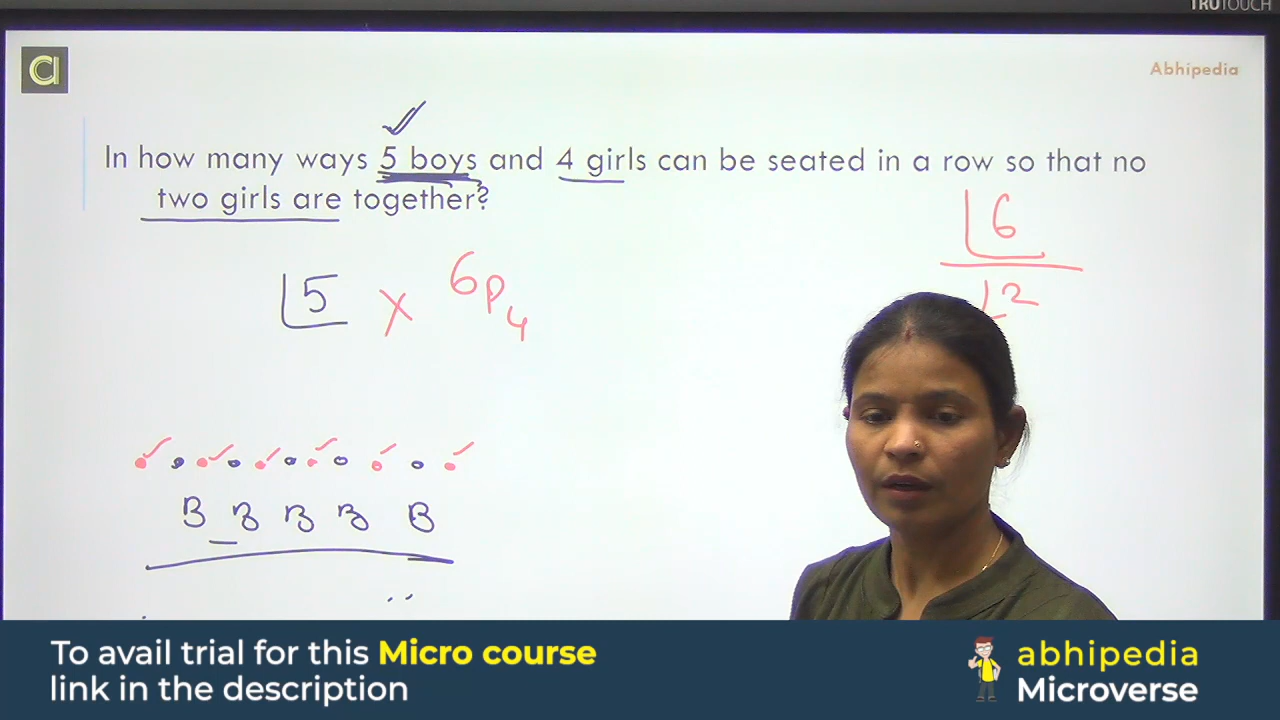 TRUTOUCH
Abhipedia
In how many ways 5 boys and 4 girls can be seated in a row so that no
two girls are together?
|5 × 6P4
|6
|2
B B B B B
To avail trial for this Micro course
link in the description
abhipedia
Microverse